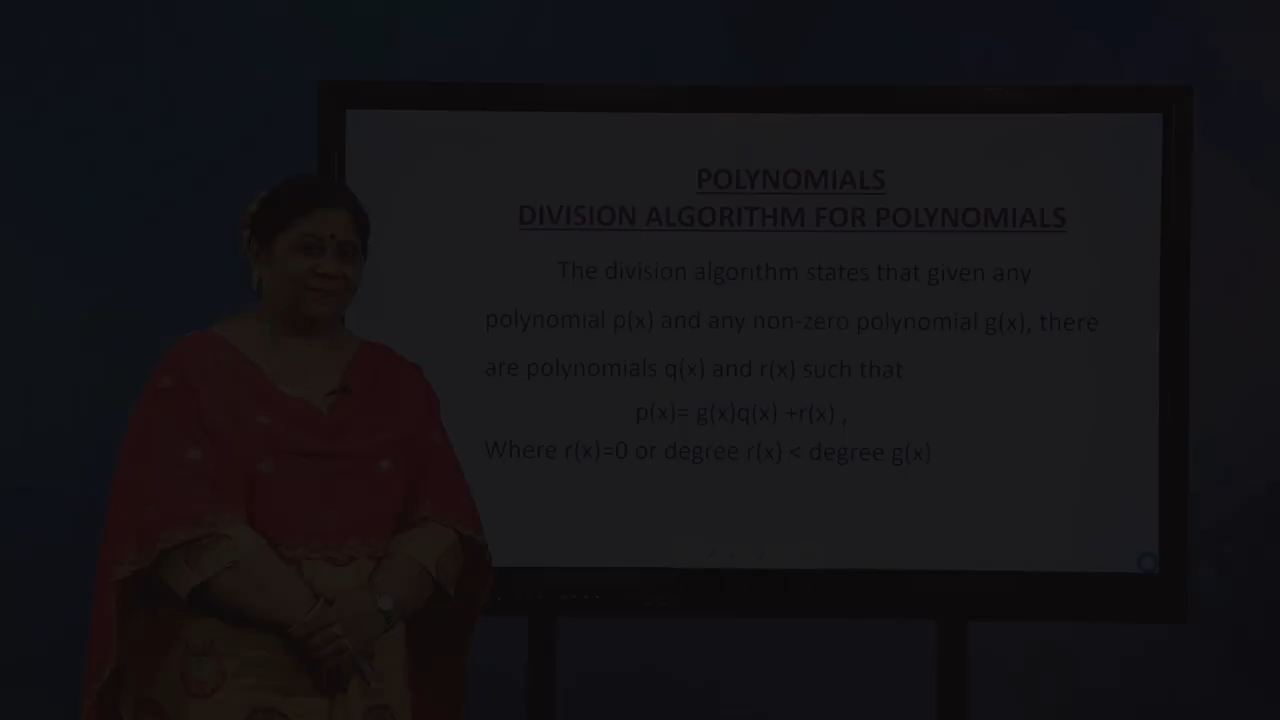 POLYNOMIALS
DIVISION ALGORITHM FOR POLYNOMIALS
The division algorithm states that given any
polynomial p(x) and any non-zero polynomial g(x), there
are polynomials q(x) and r(x) such that
p(x)= g(x)q(x) +r(x) ,
Where r(x)=0 or degree r(x) < degree g(x)